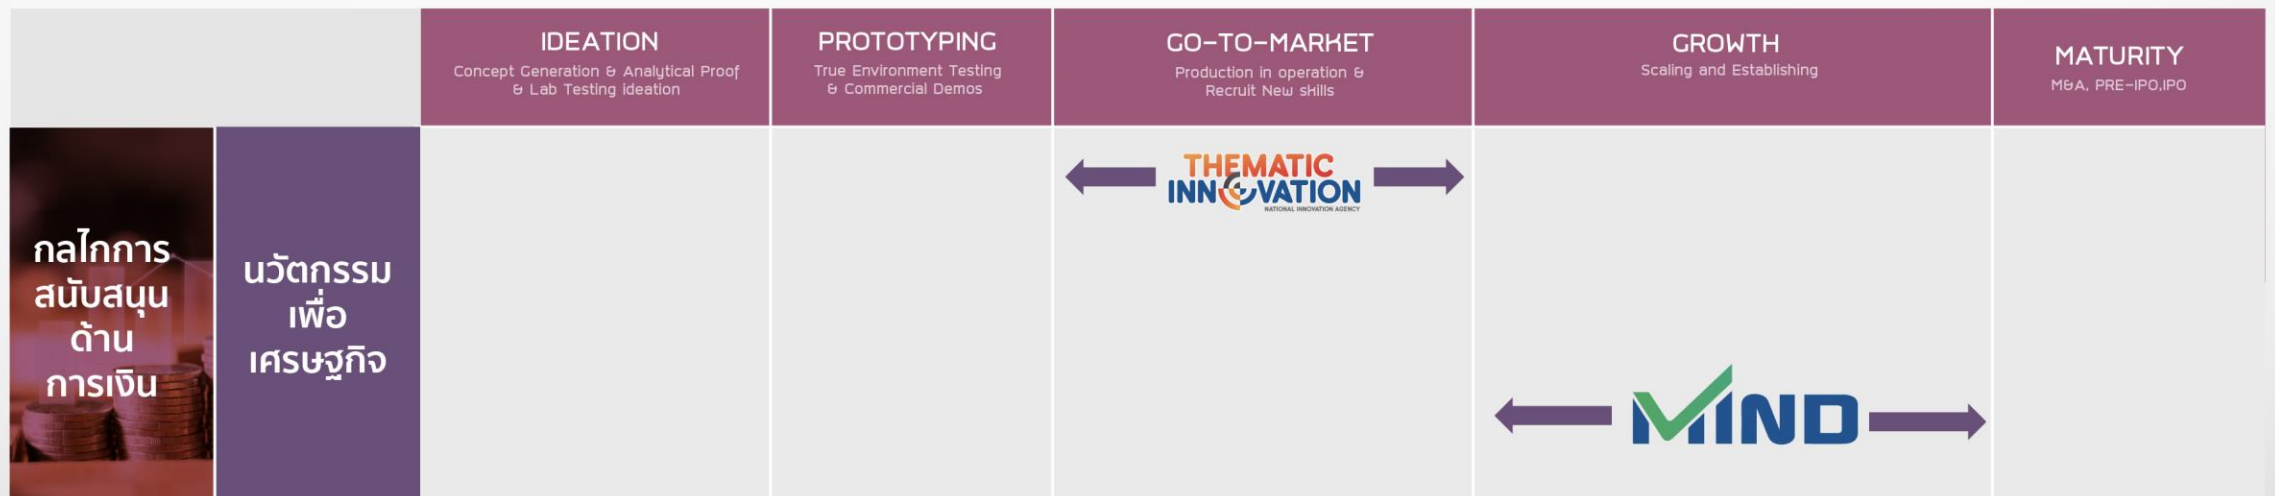 IDEATION
Concept Generation & Analytical Proof
& Lab Testing ideation
PROTOTYPING
True Environment Testing
& Commercial Demos
GO-TO-MARKET
Production in operation &
Recruit New skills
GROWTH
Scaling and Establishing
MATURITY
M&A, PRE-IPO,IPO
กลไกการ
สนับสนุน
ด้าน
การเงิน
นวัตกรรม
เพื่อ
เศรษฐกิจ
THEMATIC
INNOVATION
NATIONAL INNOVATION AGENCY
MIND